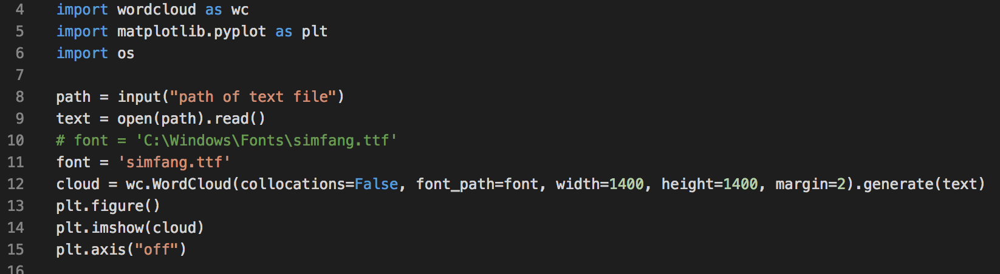 4 import wordcloud as wc
5 import matplotlib.pyplot as plt
6 import os
7
8 path = input("path of text file")
9 text = open(path).read()
10 # font = 'C:\Windows\Fonts\simfang.ttf'
11 font = 'simfang.ttf'
12 cloud = wc.WordCloud(collocations=False, font_path=font, width=1400, height=1400, margin=2).generate(text)
13 plt.figure()
14 plt.imshow(cloud)
15 plt.axis("off")
16